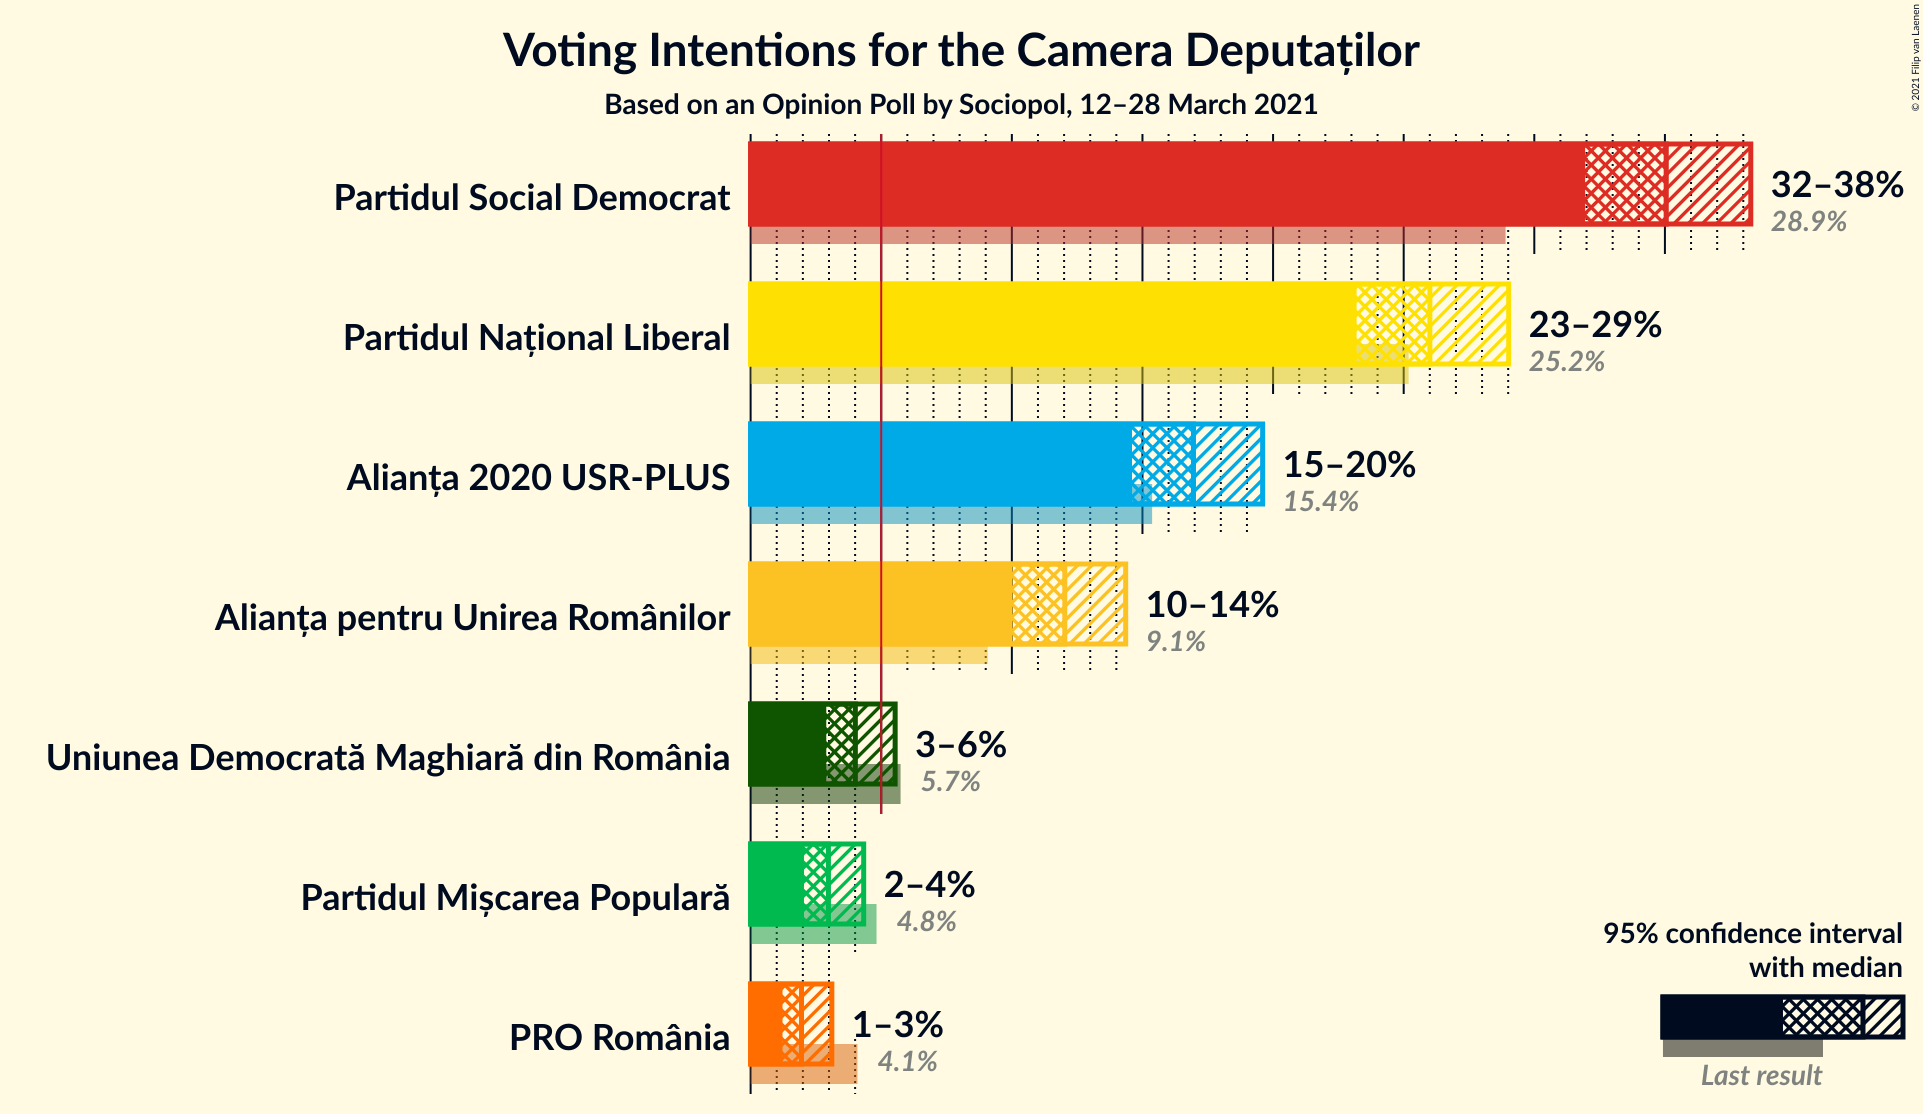 Voting Intentions for the Camera Deputaților
Based on an Opinion Poll by Sociopol, 12–28 March 2021
© 2021 Filip van Laenen
Partidul Social Democrat
32–38%
28.9%
Partidul Național Liberal
23–29%
25.2%
Alianța 2020 USR-PLUS
15–20%
15.4%
Alianța pentru Unirea Românilor
10–14%
9.1%
Uniunea Democrată Maghiară din România
3–6%
5.7%
Partidul Mișcarea Populară
2–4%
4.8%
PRO România
1–3%
4.1%
95% confidence interval
with median
Last result